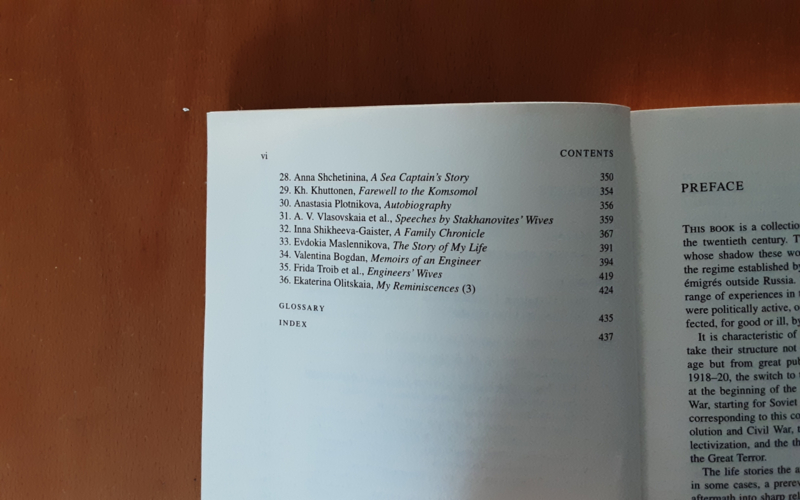 vi
CONTENTS
28. Anna Shchetinina, A Sea Captain's Story 350
29. Kh. Khuttonen, Farewell to the Komsomol 354
30. Anastasia Plotnikova, Autobiography 356
31. A. V. Vlasovskaia et al., Speeches by Stakhanovites' Wives 359
32. Inna Shikheeva-Gaister, A Family Chronicle 367
33. Evdokia Maslennikova, The Story of My Life 391
34. Valentina Bogdan, Memoirs of an Engineer 394
35. Frida Troib et al., Engineers' Wives 419
36. Ekaterina Olitskaia, My Reminiscences (3) 424
GLOSSARY 435
INDEX 437
PREFACE
THIS BOOK is a collectio
the twentieth century. T
whose shadow these wo
the regime established by
émigrés outside Russia.
range of experiences in
were politically active, o
fected, for good or ill, by
It is characteristic of
take their structure not
age but from great pub
1918–20, the switch to
at the beginning of the
War, starting for Soviet
corresponding to this co
olution and Civil War, t
lectivization, and the th
the Great Terror.
The life stories the a
in some cases, a prerev
aftermath into sharp re